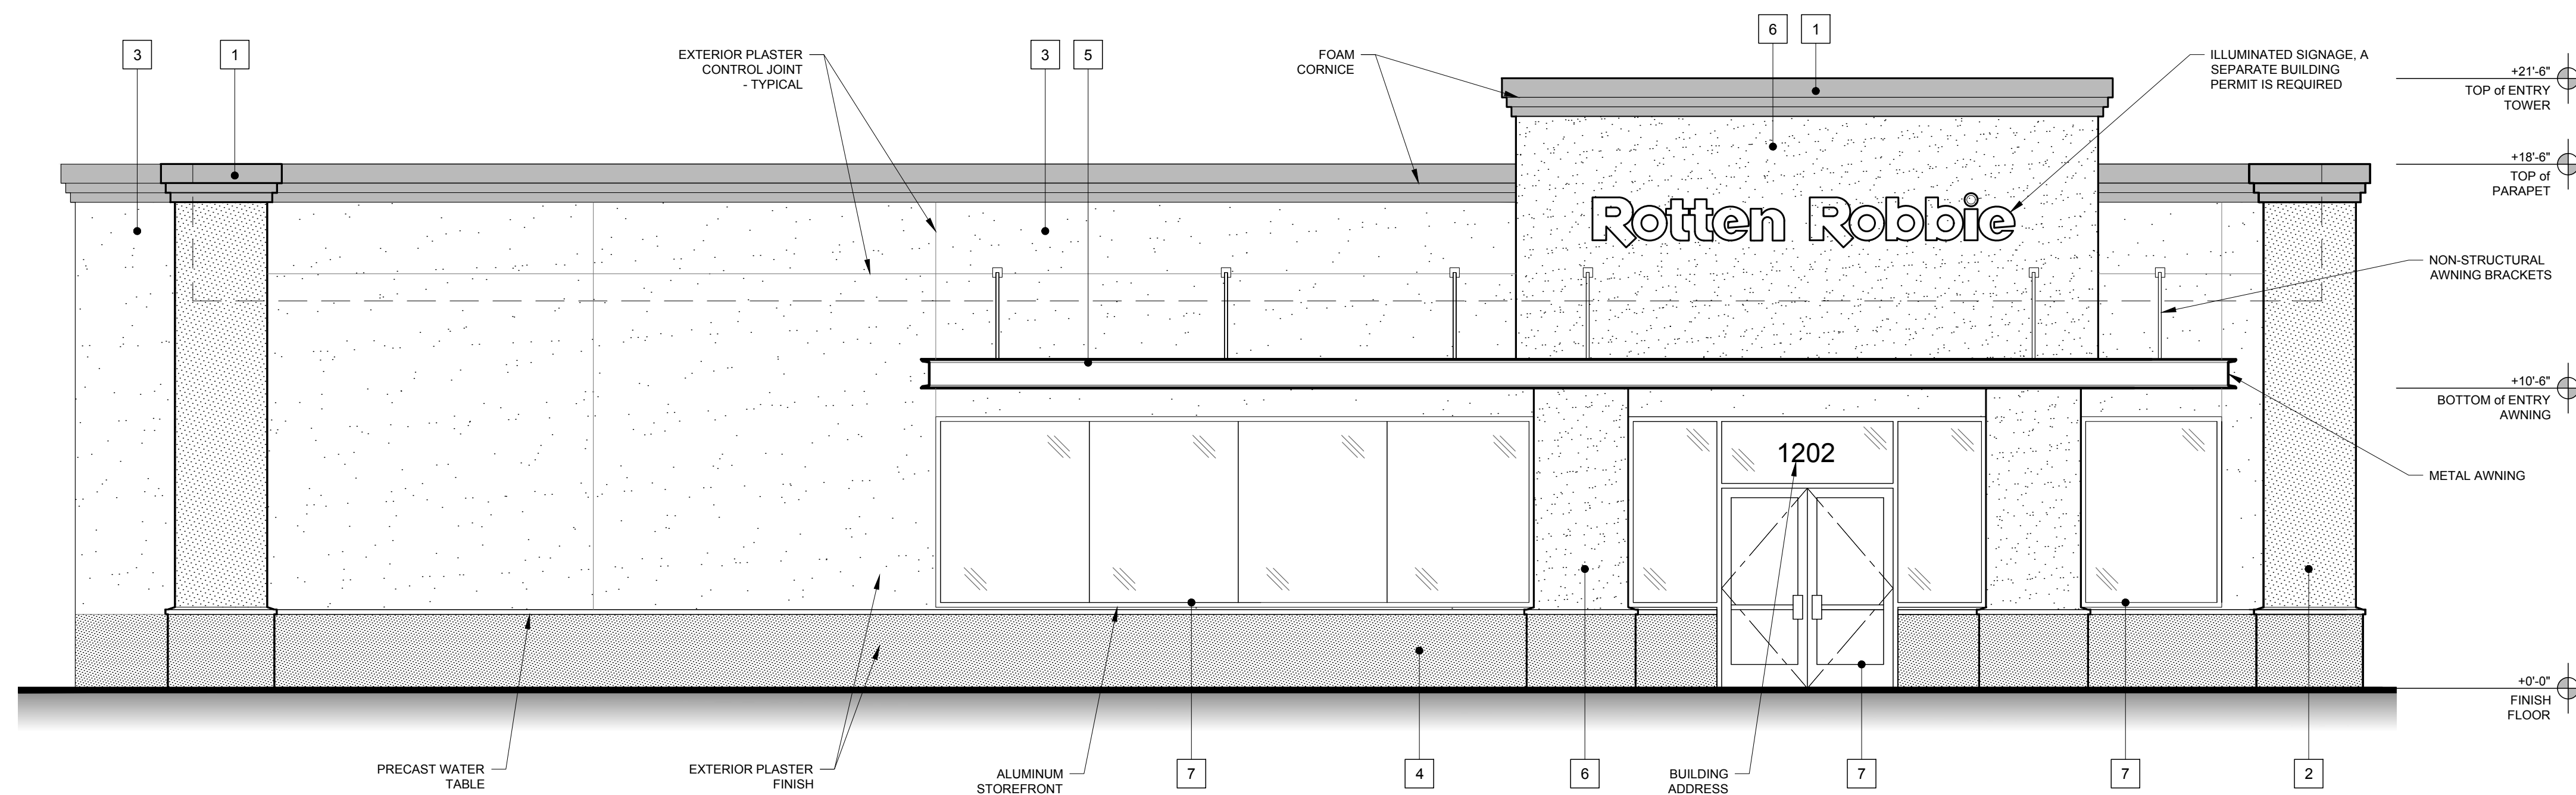 3
1
EXTERIOR PLASTER
CONTROL JOINT
- TYPICAL
3
5
FOAM
CORNICE
6
1
ILLUMINATED SIGNAGE, A
SEPARATE BUILDING
PERMIT IS REQUIRED
+21'-6"
TOP of ENTRY
TOWER
+18'-6"
TOP of
PARAPET
Rotten Robbie
NON-STRUCTURAL
AWNING BRACKETS
+10'-6"
BOTTOM of ENTRY
AWNING
1202
METAL AWNING
+0'-0"
FINISH
FLOOR
PRECAST WATER
TABLE
EXTERIOR PLASTER
FINISH
ALUMINUM
STOREFRONT
7
4
6
BUILDING
ADDRESS
7
7
2